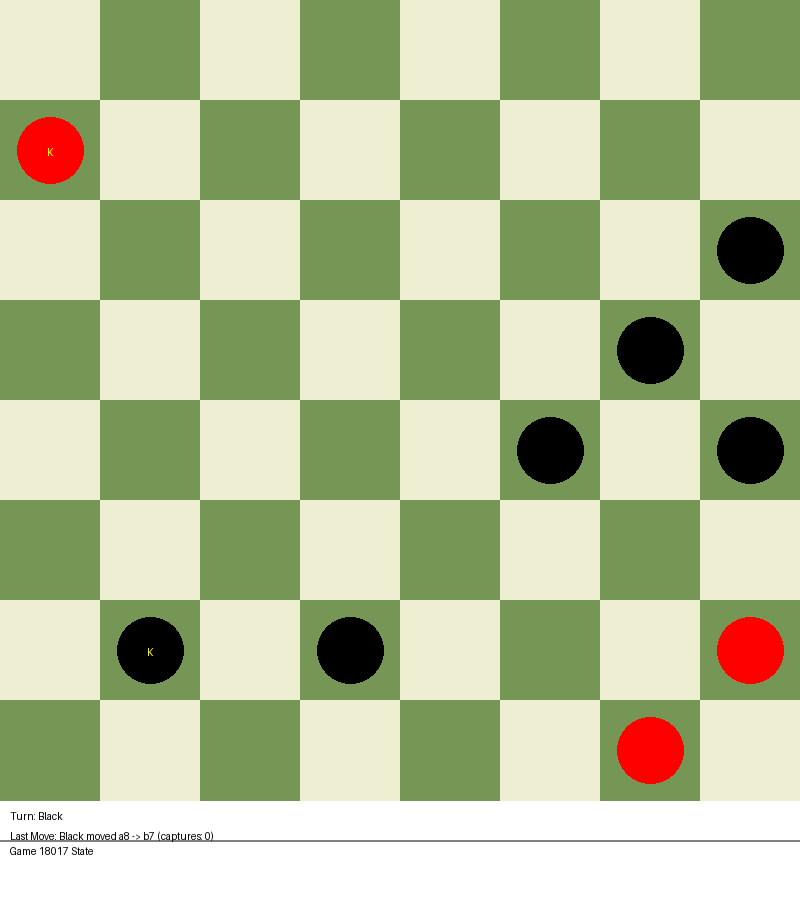 K
K
Turn: Black
Last Move: Black moved a8 -> b7 (captures: 0)
Game 18017 State